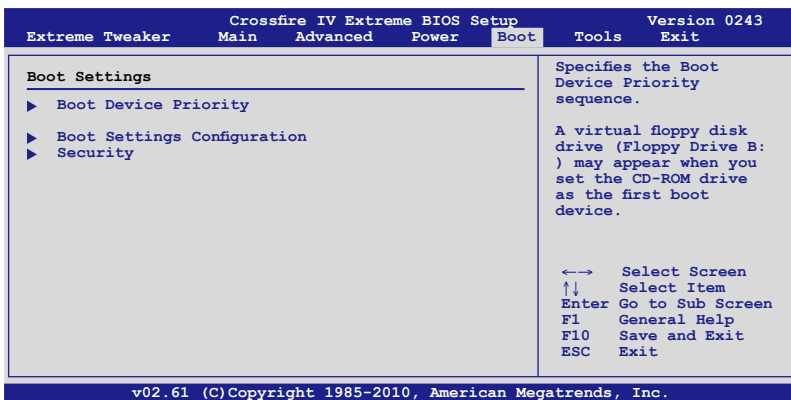 Crossfire IV Extreme BIOS Setup Version 0243
Extreme Tweaker Main Advanced Power Boot Tools Exit
Boot Settings
▶ Boot Device Priority
▶ Boot Settings Configuration
▶ Security
Specifies the Boot
Device Priority
sequence.
A virtual floppy disk
drive (Floppy Drive B:
) may appear when you
set the CD-ROM drive
as the first boot
device.
←→ Select Screen
↑↓ Select Item
Enter Go to Sub Screen
F1 General Help
F10 Save and Exit
ESC Exit
v02.61 (C)Copyright 1985-2010, American Megatrends, Inc.